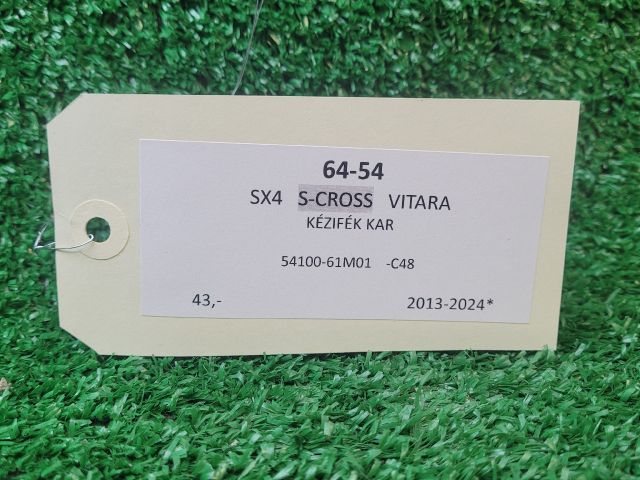 64-54
SX4 S-CROSS VITARA
KÉZIFÉK KAR
54100-61M01 -C48
43,- 2013-2024*